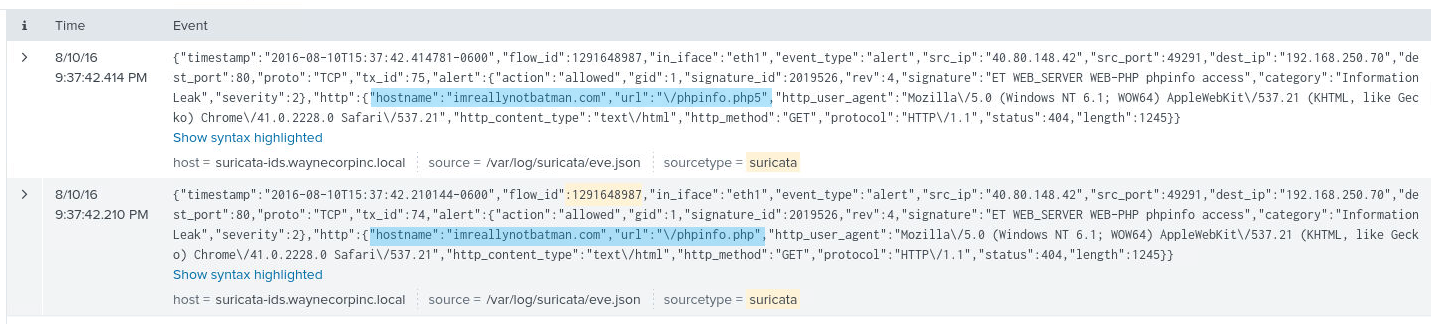 i Time Event
8/10/16
9:37:42.414 PM
{"timestamp":"2016-08-10T15:37:42.414781-0600","flow_id":1291648987,"in_iface":"eth1","event_type":"alert","src_ip":"40.80.148.42","src_port":49291,"dest_ip":"192.168.250.70","de
st_port":80,"proto":"TCP","tx_id":75,"alert":{"action":"allowed","gid":1,"signature_id":2019526,"rev":4,"signature":"ET WEB_SERVER WEB-PHP phpinfo access","category":"Information
Leak","severity":2},"http":{"hostname":"imreallynotbatman.com","url":"\/phpinfo.php5","http_user_agent":"Mozilla\/5.0 (Windows NT 6.1; WOW64) AppleWebKit\/537.21 (KHTML, like Gec
ko) Chrome\/41.0.2228.0 Safari\/537.21","http_content_type":"text\/html","http_method":"GET","protocol":"HTTP\/1.1","status":404,"length":1245}}
Show syntax highlighted
host = suricata-ids.waynecorpinc.local source = /var/log/suricata/eve.json sourcetype = suricata
8/10/16
9:37:42.210 PM
{"timestamp":"2016-08-10T15:37:42.210144-0600","flow_id":1291648987,"in_iface":"eth1","event_type":"alert","src_ip":"40.80.148.42","src_port":49291,"dest_ip":"192.168.250.70","de
st_port":80,"proto":"TCP","tx_id":74,"alert":{"action":"allowed","gid":1,"signature_id":2019526,"rev":4,"signature":"ET WEB_SERVER WEB-PHP phpinfo access","category":"Information
Leak","severity":2},"http":{"hostname":"imreallynotbatman.com","url":"\/phpinfo.php","http_user_agent":"Mozilla\/5.0 (Windows NT 6.1; WOW64) AppleWebKit\/537.21 (KHTML, like Geck
o) Chrome\/41.0.2228.0 Safari\/537.21","http_content_type":"text\/html","http_method":"GET","protocol":"HTTP\/1.1","status":404,"length":1245}}
Show syntax highlighted
host = suricata-ids.waynecorpinc.local source = /var/log/suricata/eve.json sourcetype = suricata